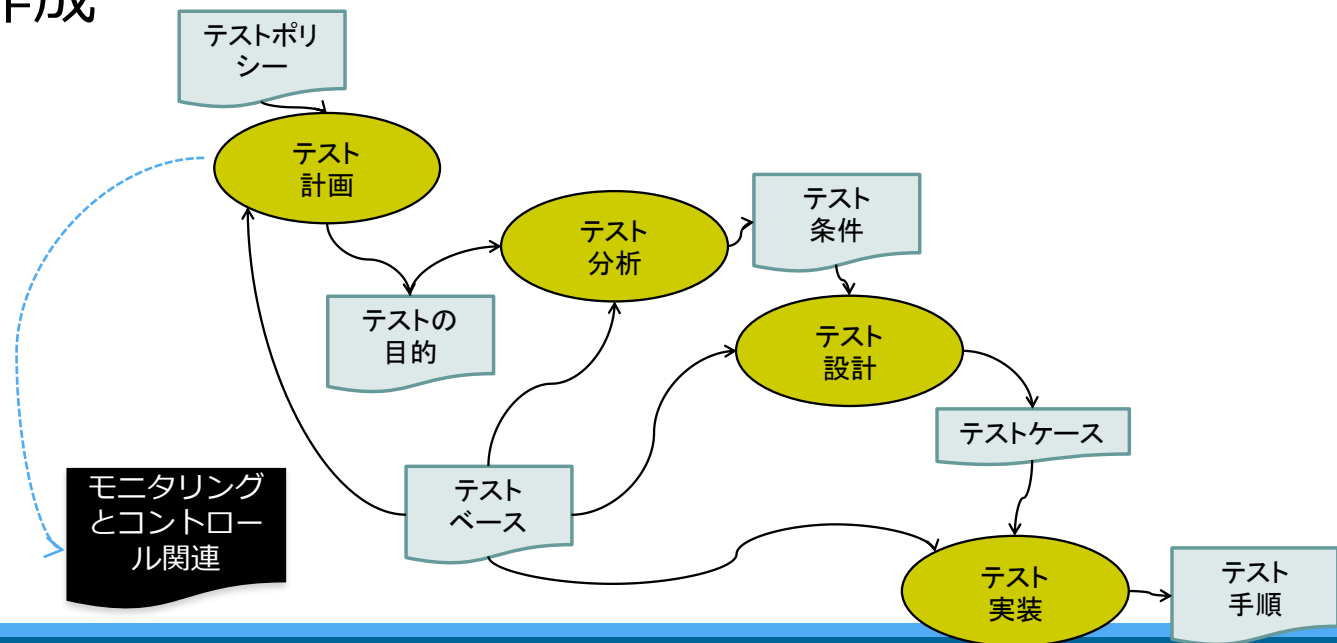 作成
テストポリ
シー
テスト
計画
テスト
分析
テスト
条件
テストの
目的
テスト
設計
テストケース
モニタリング
とコントロー
ル関連
テスト
ベース
テスト
実装
テスト
手順